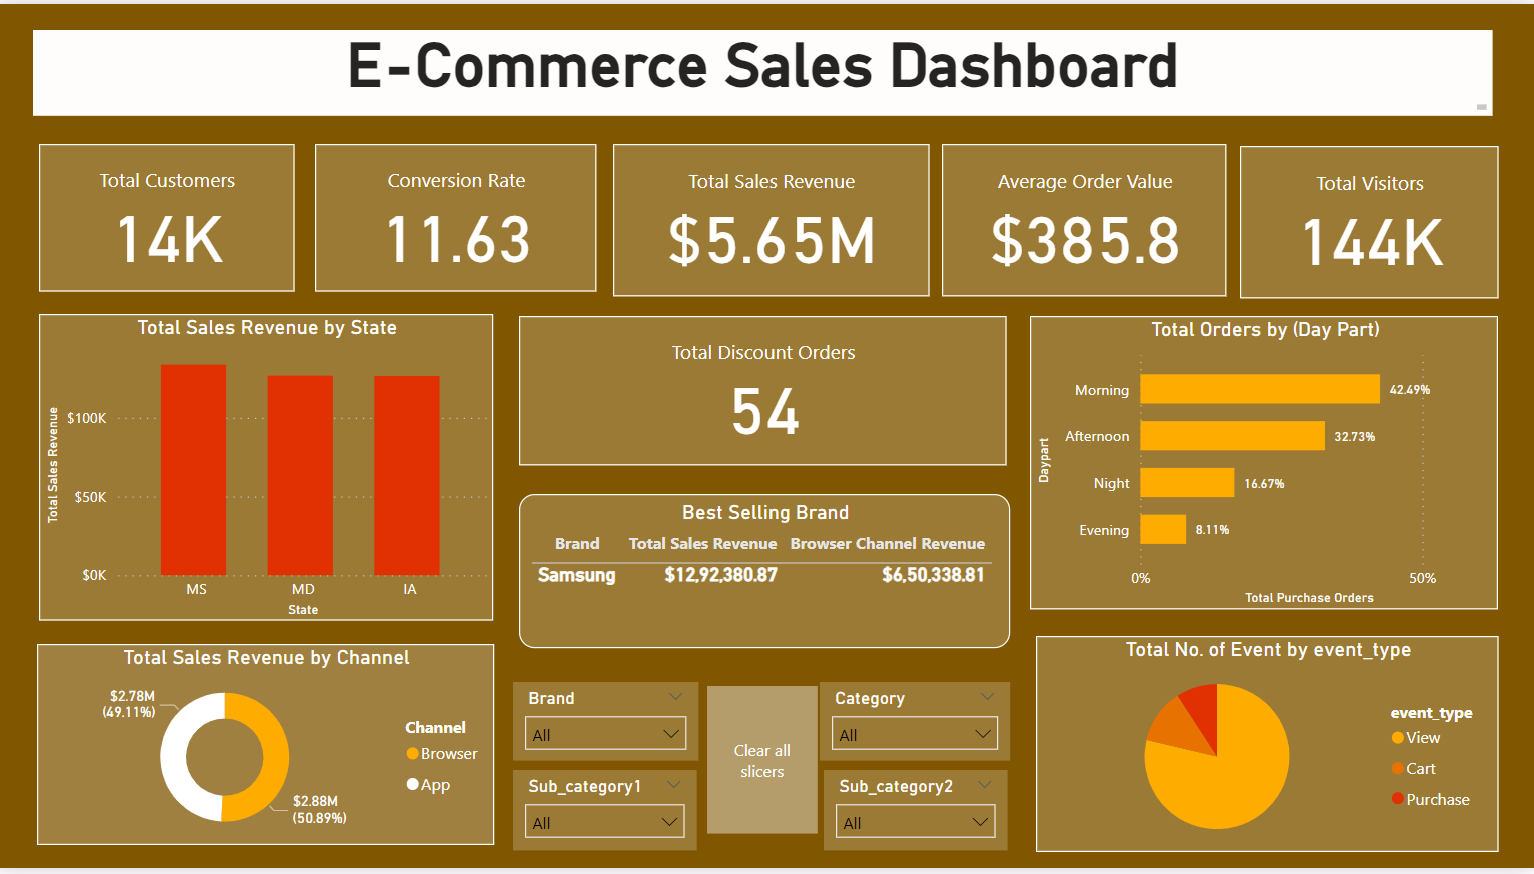 E-Commerce Sales Dashboard
Total Customers
14K
Conversion Rate
11.63
Total Sales Revenue
$5.65M
Average Order Value
$385.8
Total Visitors
144K
Total Sales Revenue by State
Total Sales Revenue
$100K
$50K
$0K
MS MD IA
State
Total Discount Orders
54
Best Selling Brand
Brand Total Sales Revenue Browser Channel Revenue
Samsung $12,92,380.87 $6,50,338.81
Total Orders by (Day Part)
Daypart
Morning 42.49%
Afternoon 32.73%
Night 16.67%
Evening 8.11%
0% 50%
Total Purchase Orders
Total Sales Revenue by Channel
$2.78M
(49.11%)
$2.88M
(50.89%)
Channel
Browser
App
Brand
All
Sub_category1
All
Clear all
slicers
Category
All
Sub_category2
All
Total No. of Event by event_type
event_type
View
Cart
Purchase